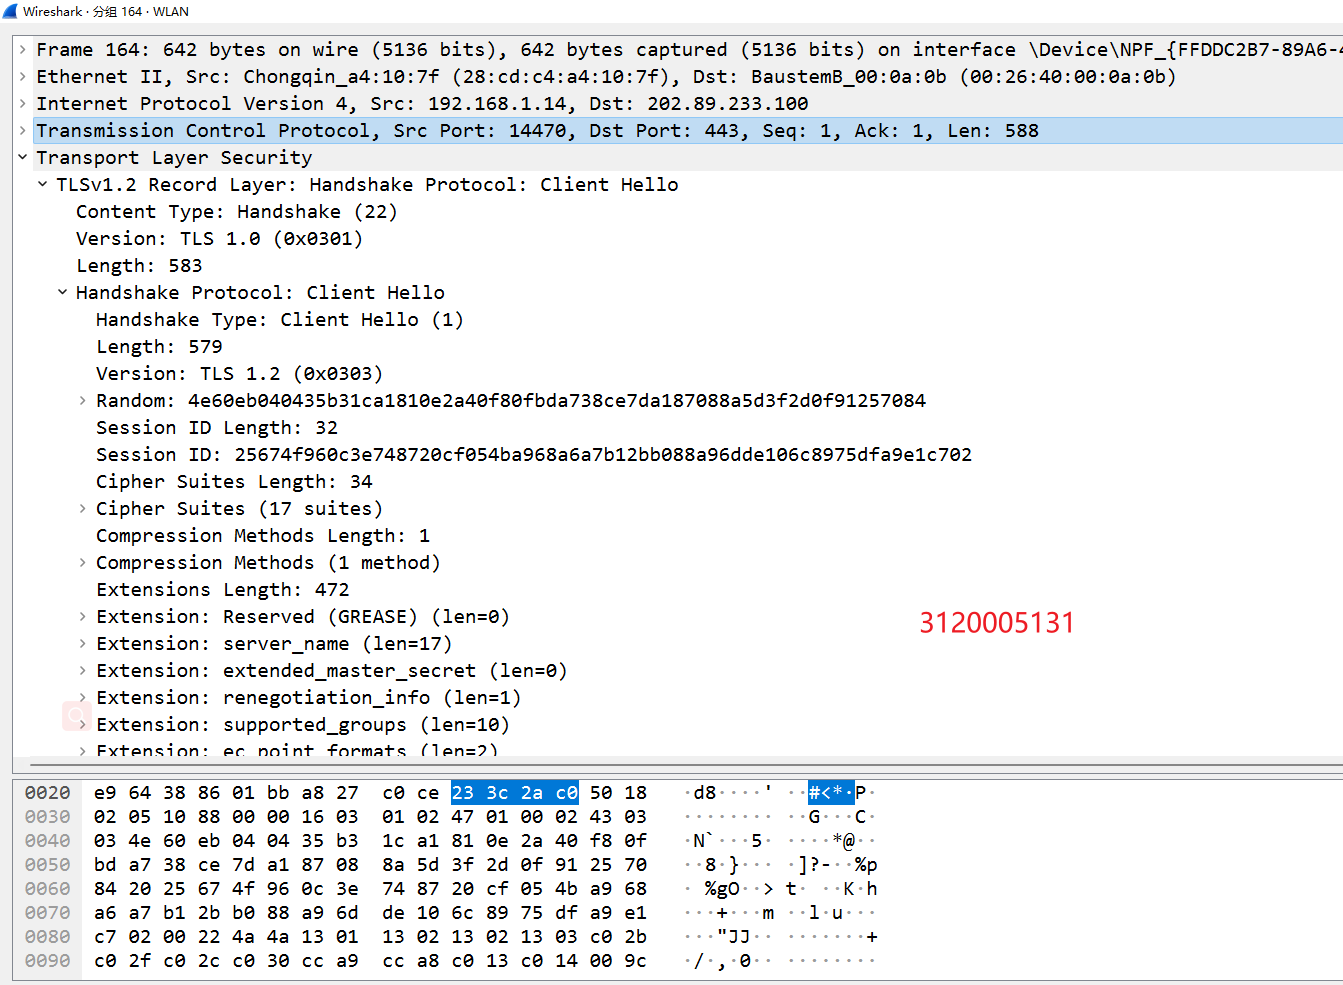 Wireshark · 分组 164 · WLAN
Frame 164: 642 bytes on wire (5136 bits), 642 bytes captured (5136 bits) on interface \Device\NPF_{FFDDC2B7-89A6-4
Ethernet II, Src: Chongqin_a4:10:7f (28:cd:c4:a4:10:7f), Dst: BaustemB_00:0a:0b (00:26:40:00:0a:0b)
Internet Protocol Version 4, Src: 192.168.1.14, Dst: 202.89.233.100
Transmission Control Protocol, Src Port: 14470, Dst Port: 443, Seq: 1, Ack: 1, Len: 588
Transport Layer Security
TLSv1.2 Record Layer: Handshake Protocol: Client Hello
Content Type: Handshake (22)
Version: TLS 1.0 (0x0301)
Length: 583
Handshake Protocol: Client Hello
Handshake Type: Client Hello (1)
Length: 579
Version: TLS 1.2 (0x0303)
Random: 4e60eb040435b31ca1810e2a40f80fbda738ce7da187088a5d3f2d0f91257084
Session ID Length: 32
Session ID: 25674f960c3e748720cf054ba968a6a7b12bb088a96dde106c8975dfa9e1c702
Cipher Suites Length: 34
Cipher Suites (17 suites)
Compression Methods Length: 1
Compression Methods (1 method)
Extensions Length: 472
Extension: Reserved (GREASE) (len=0)
3120005131
Extension: server_name (len=17)
Extension: extended_master_secret (len=0)
Extension: renegotiation_info (len=1)
Extension: supported_groups (len=10)
Extension: ec_point_formats (len=2)
0020 e9 64 38 86 01 bb a8 27 c0 ce 23 3c 2a c0 50 18 ·d8····' ··#<*·P·
0030 02 05 10 88 00 00 16 03 01 02 47 01 00 02 43 03 ········ ··G···C·
0040 03 4e 60 eb 04 04 35 b3 1c a1 81 0e 2a 40 f8 0f ·N`···5· ····*@··
0050 bd a7 38 ce 7d a1 87 08 8a 5d 3f 2d 0f 91 25 70 ··8·}··· ·]?-··%p
0060 84 20 25 67 4f 96 0c 3e 74 87 20 cf 05 4b a9 68 · %gO··> t· ··K·h
0070 a6 a7 b1 2b b0 88 a9 6d de 10 6c 89 75 df a9 e1 ···+···m ··l·u···
0080 c7 02 00 22 4a 4a 13 01 13 02 13 02 13 03 c0 2b ···"JJ·· ·······+
0090 c0 2f c0 2c c0 30 cc a9 cc a8 c0 13 c0 14 00 9c ·/·,·0·· ········